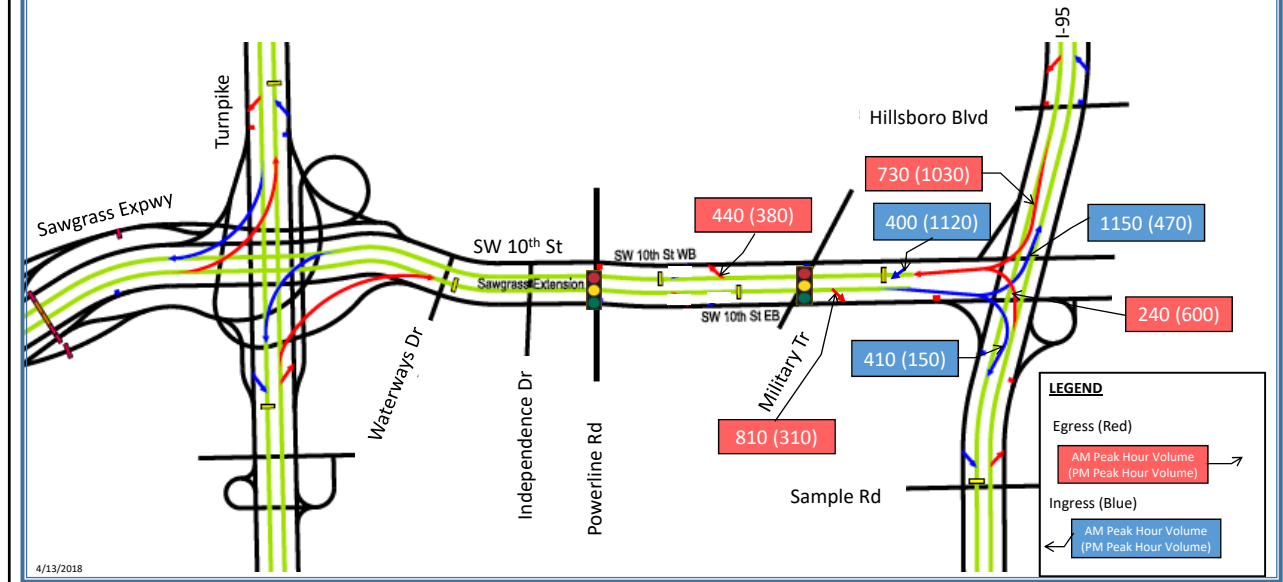 I-95
Turnpike
Hillsboro Blvd
730 (1030)
Sawgrass Expwy
440 (380)
400 (1120)
1150 (470)
SW 10th St
SW 10th St WB
Sawgrass Extension
SW 10th St EB
240 (600)
410 (150)
Waterways Dr
Independence Dr
Powerline Rd
Military Tr
810 (310)
Sample Rd
LEGEND
Egress (Red)
AM Peak Hour Volume
(PM Peak Hour Volume)
Ingress (Blue)
AM Peak Hour Volume
(PM Peak Hour Volume)
4/13/2018